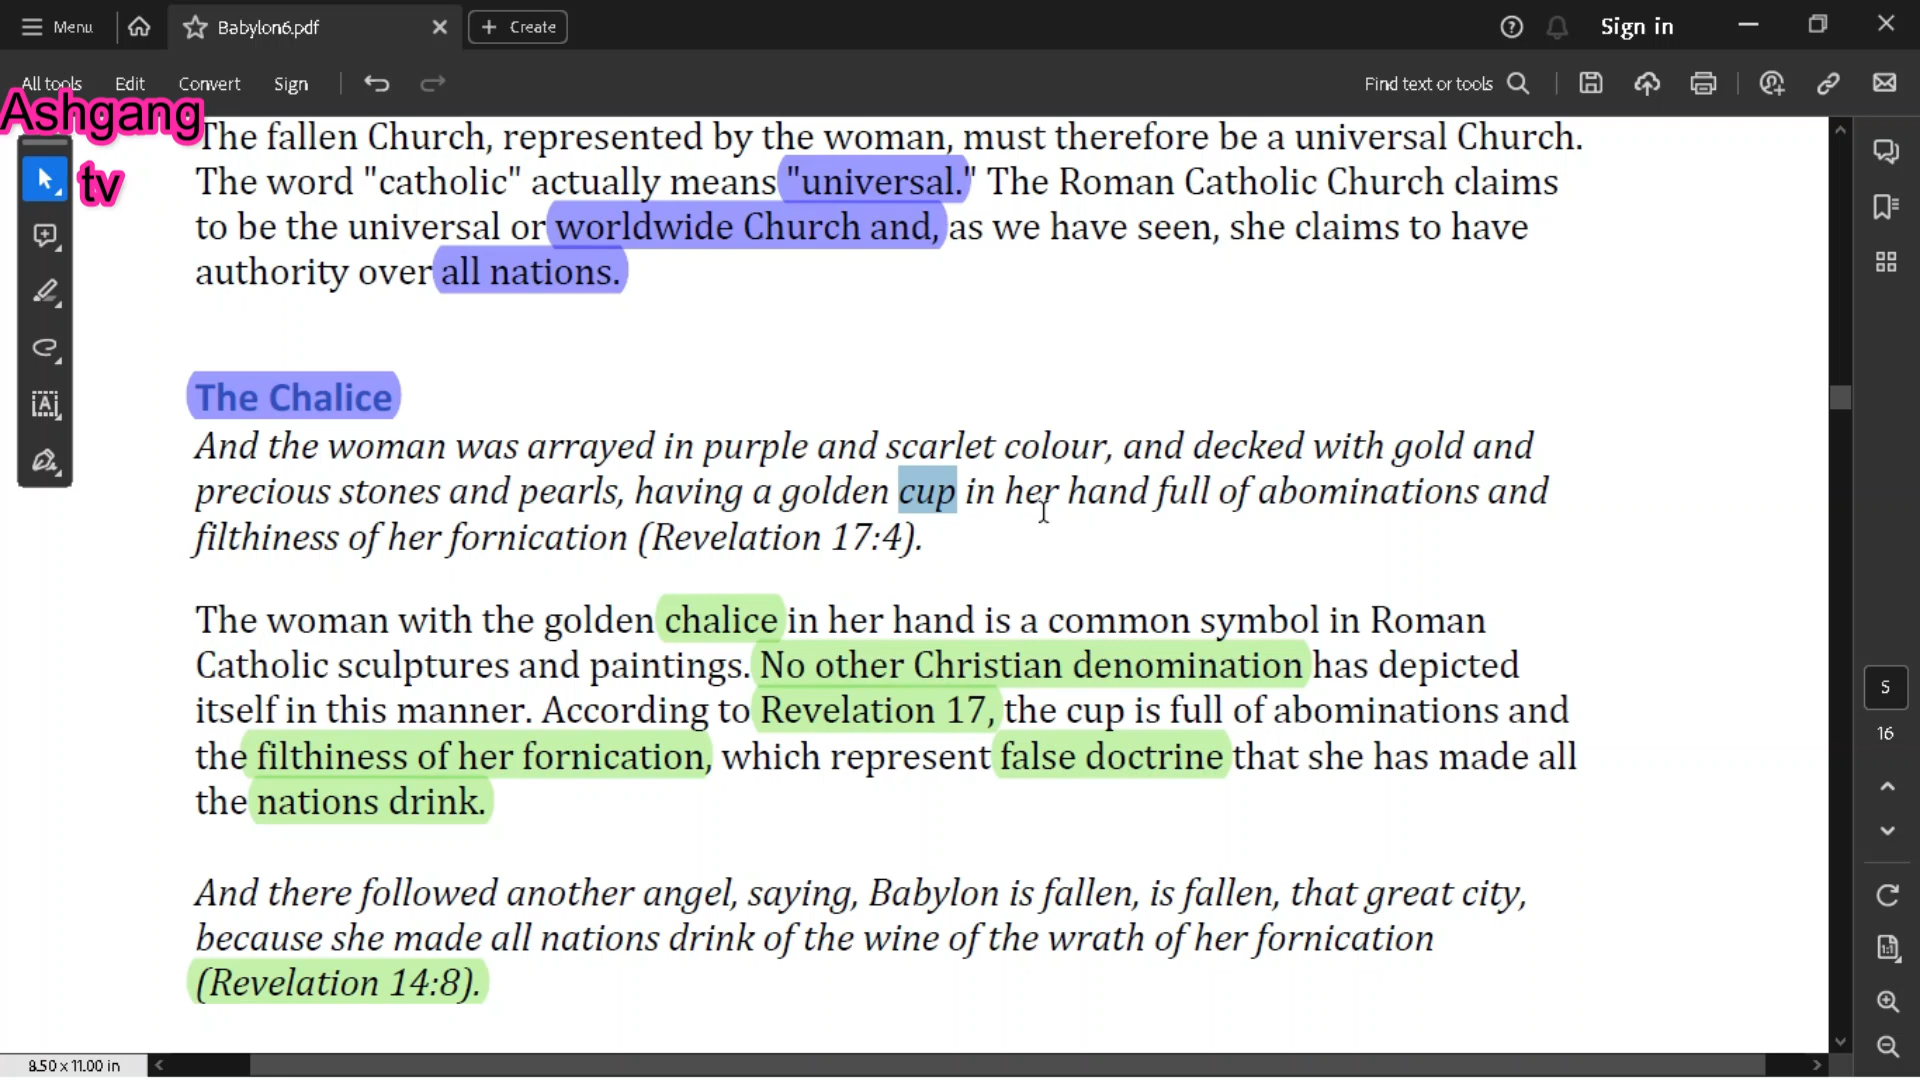 Menu
Babylon6.pdf
Create
Sign in
All tools
Edit
Convert
Sign
Find text or tools
Ashgang
tv
The fallen Church, represented by the woman, must therefore be a universal Church.
The word "catholic" actually means "universal." The Roman Catholic Church claims
to be the universal or worldwide Church and, as we have seen, she claims to have
authority over all nations.
The Chalice
And the woman was arrayed in purple and scarlet colour, and decked with gold and
precious stones and pearls, having a golden cup in her hand full of abominations and
filthiness of her fornication (Revelation 17:4).
The woman with the golden chalice in her hand is a common symbol in Roman
Catholic sculptures and paintings. No other Christian denomination has depicted
itself in this manner. According to Revelation 17, the cup is full of abominations and
the filthiness of her fornication, which represent false doctrine that she has made all
the nations drink.
And there followed another angel, saying, Babylon is fallen, is fallen, that great city,
because she made all nations drink of the wine of the wrath of her fornication
(Revelation 14:8).
5
16
8.50 x 11.00 in